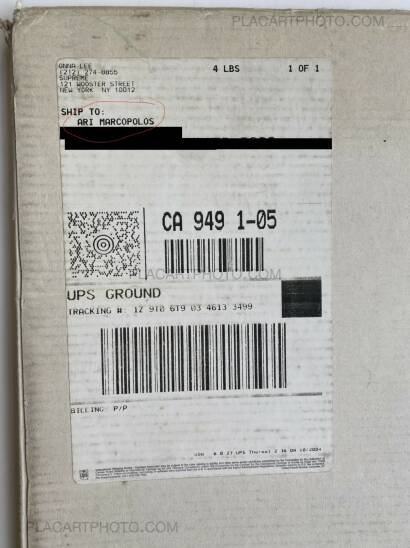 PLACARTPHOTO.COM
ANNA LEE
(212) 274-8855
SUPREME
121 WOOSTER STREET
NEW YORK NY 10012
4 LBS
1 OF 1
SHIP TO:
ARI MARCOPOLOS
CA 949 1-05
PLACARTPHOTO.COM
UPS GROUND
TRACKING #: 1Z 9T0 6T9 03 4613 3499
BILLING: P/P
PLACARTPHOTO.COM